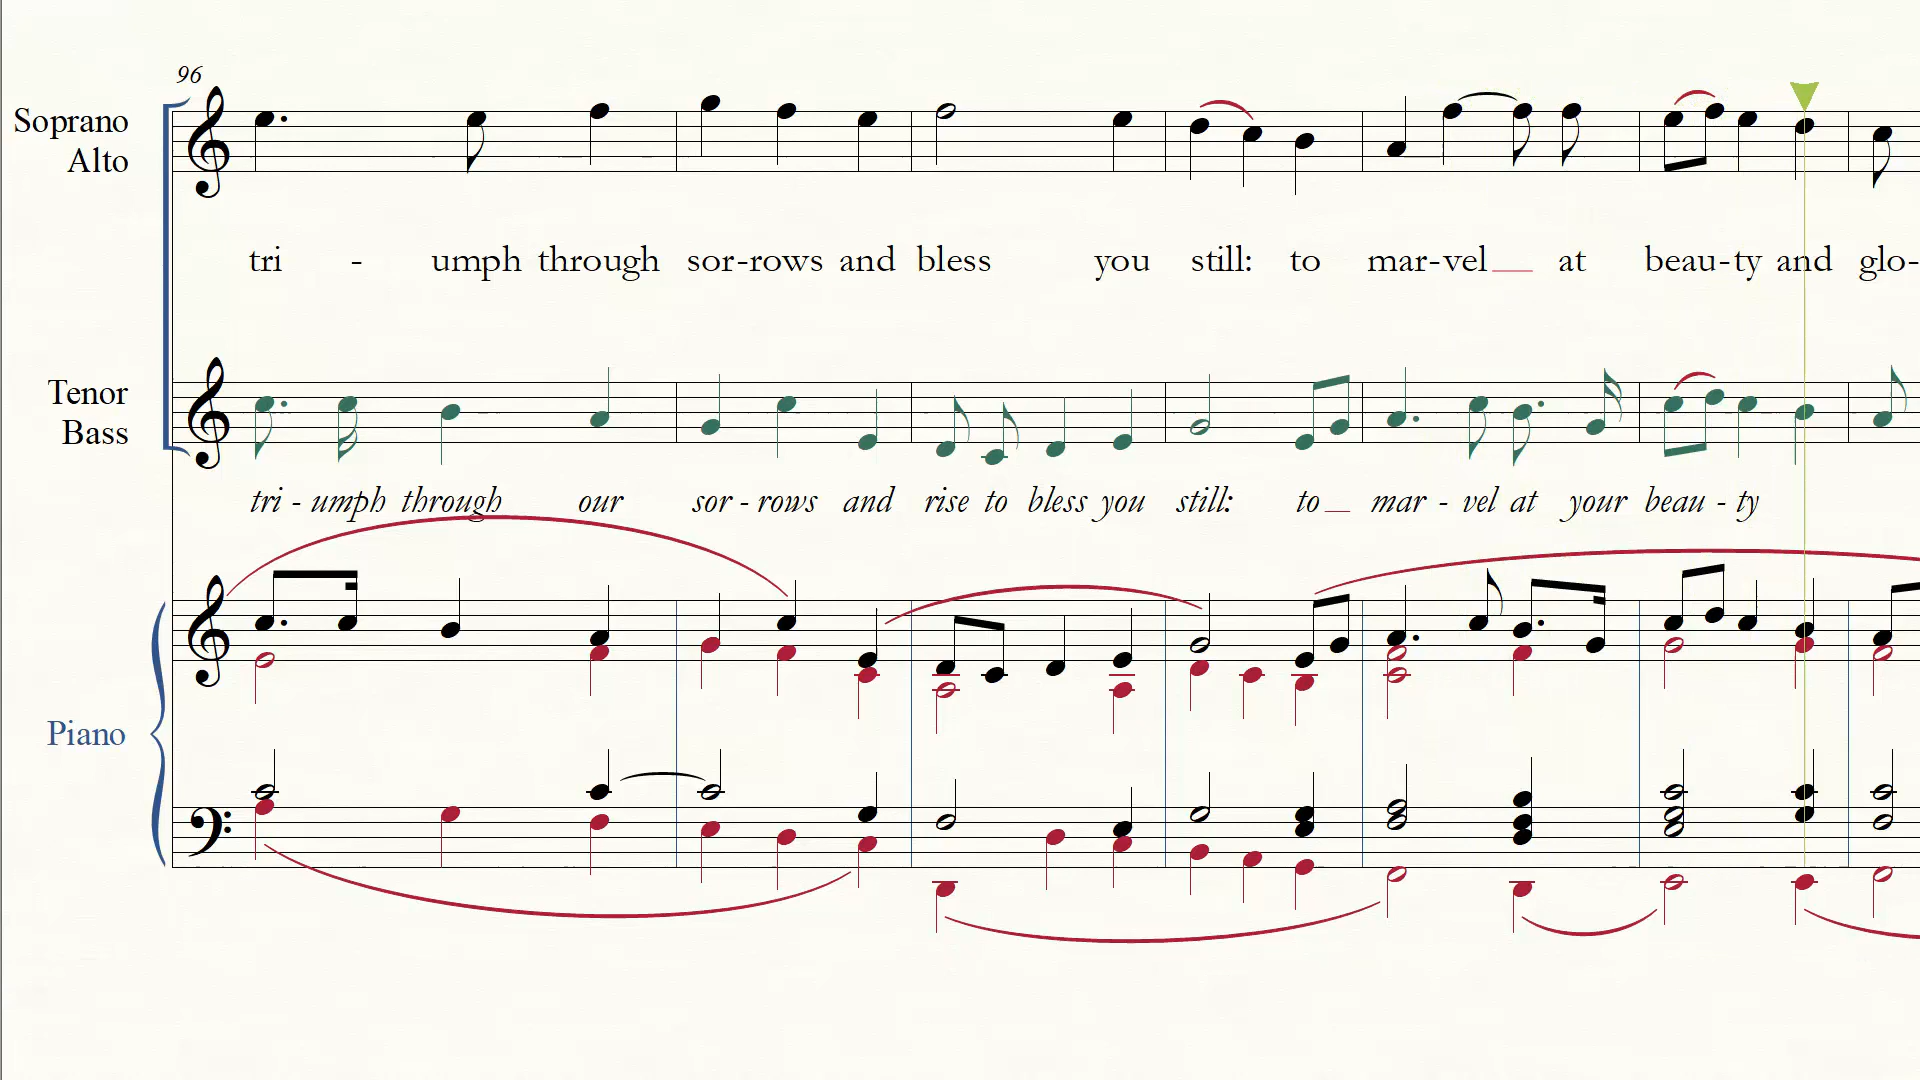 96
Soprano
Alto
tri - umph through sor-rows and bless you still: to mar-vel__ at beau-ty and glo-
Tenor
Bass
tri - umph through our sor - rows and rise to bless you still: to__ mar - vel at your beau - ty
Piano